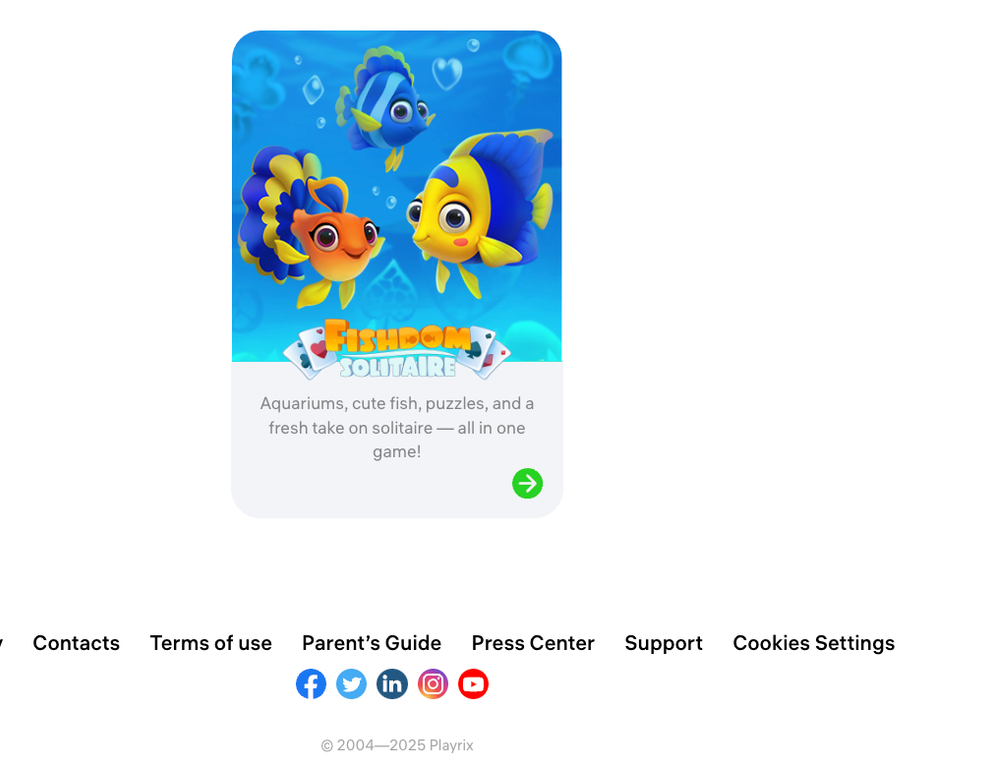 FISHDOM
SOLITAIRE
Aquariums, cute fish, puzzles, and a
fresh take on solitaire — all in one
game!
Contacts Terms of use Parent’s Guide Press Center Support Cookies Settings
© 2004—2025 Playrix